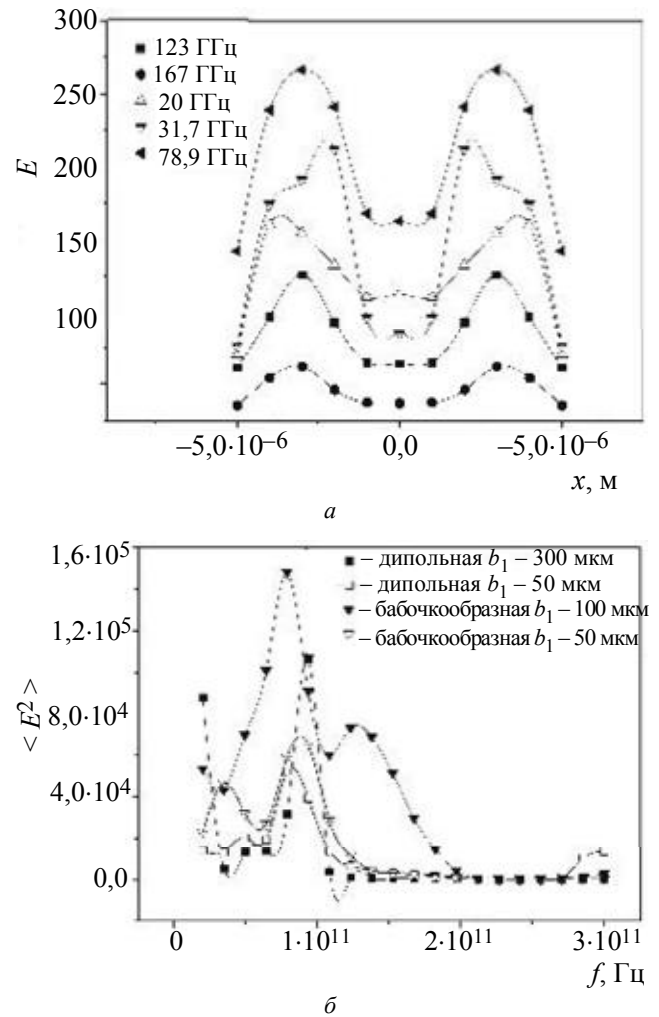 300
250
200
150
100
E
123 ГГц
167 ГГц
20 ГГц
31,7 ГГц
78,9 ГГц
–5,0·10–6
0,0
–5,0·10–6
x, м
а
1,6·10⁵
1,2·10⁵
8,0·10⁴
4,0·10⁴
0,0
< E² >
– дипольная b₁ – 300 мкм
– дипольная b₁ – 50 мкм
– бабочкообразная b₁ – 100 мкм
– бабочкообразная b₁ – 50 мкм
0
1·10¹¹
2·10¹¹
3·10¹¹
f, Гц
б